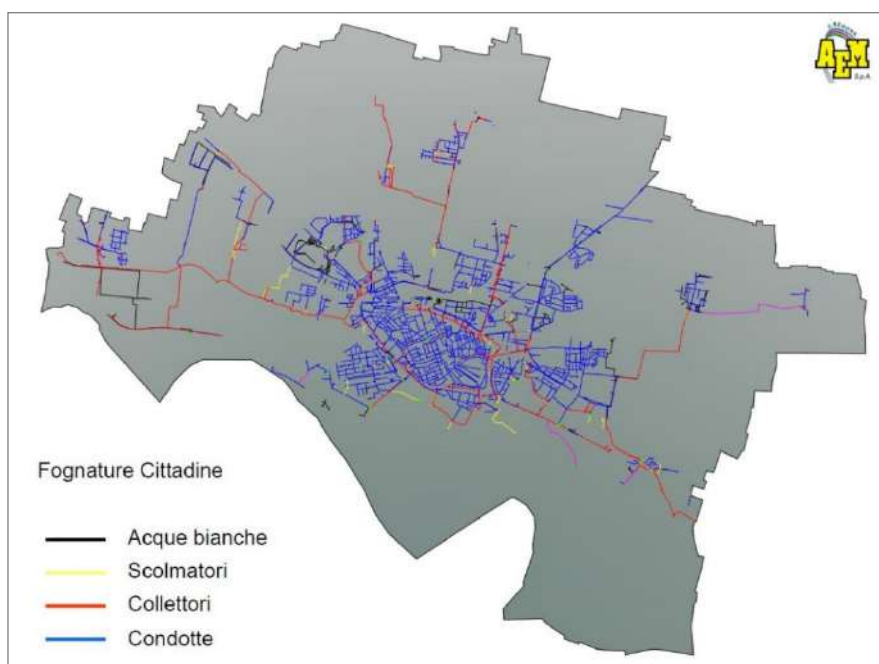 AEM
S.p.A.
Fognature Cittadine
Acque bianche
Scolmatori
Collettori
Condotte